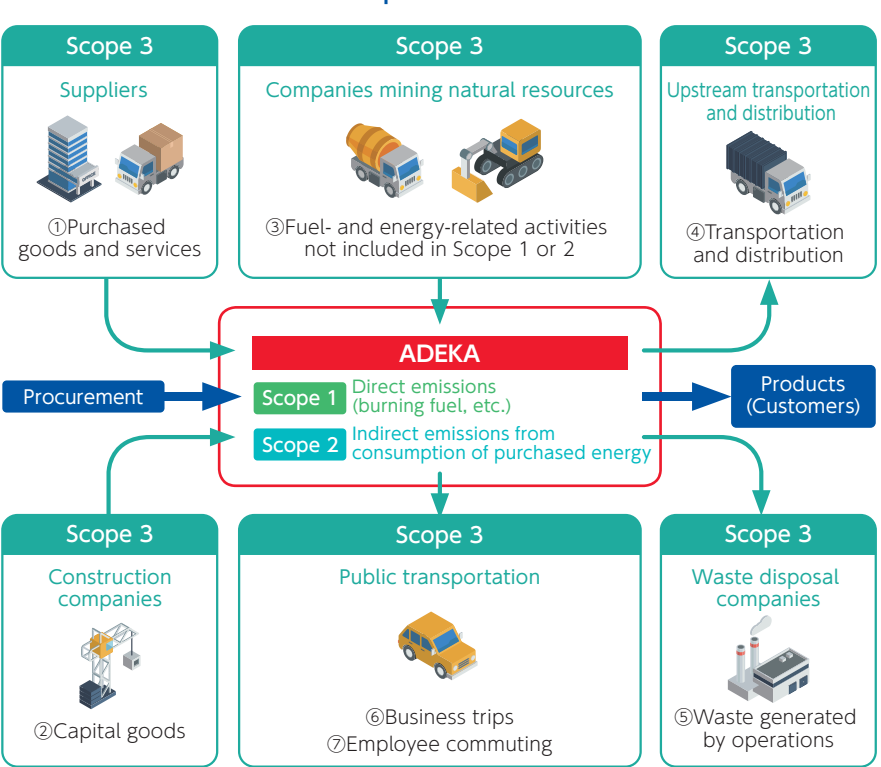 Scope 3
Suppliers
①Purchased
goods and services
Scope 3
Companies mining natural resources
③Fuel- and energy-related activities
not included in Scope 1 or 2
Scope 3
Upstream transportation
and distribution
④Transportation
and distribution
ADEKA
Procurement
Scope 1
Direct emissions
(burning fuel, etc.)
Scope 2
Indirect emissions from
consumption of purchased energy
Products
(Customers)
Scope 3
Construction
companies
②Capital goods
Scope 3
Public transportation
⑥Business trips
⑦Employee commuting
Scope 3
Waste disposal
companies
⑤Waste generated
by operations